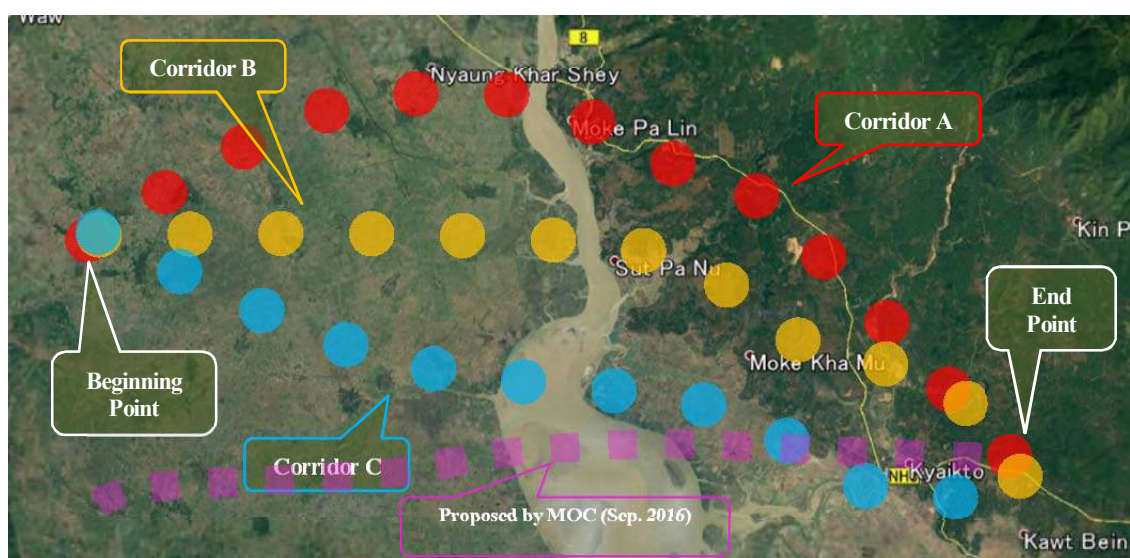 Waw
8
Corridor B
Nyaung Khar Shey
Moke Pa Lin
Corridor A
Kin P
Sut Pa Nu
End
Point
Moke Kha Mu
Beginning
Point
Corridor C
Kyaikto
Proposed by MOC (Sep. 2016)
Kawt Bein